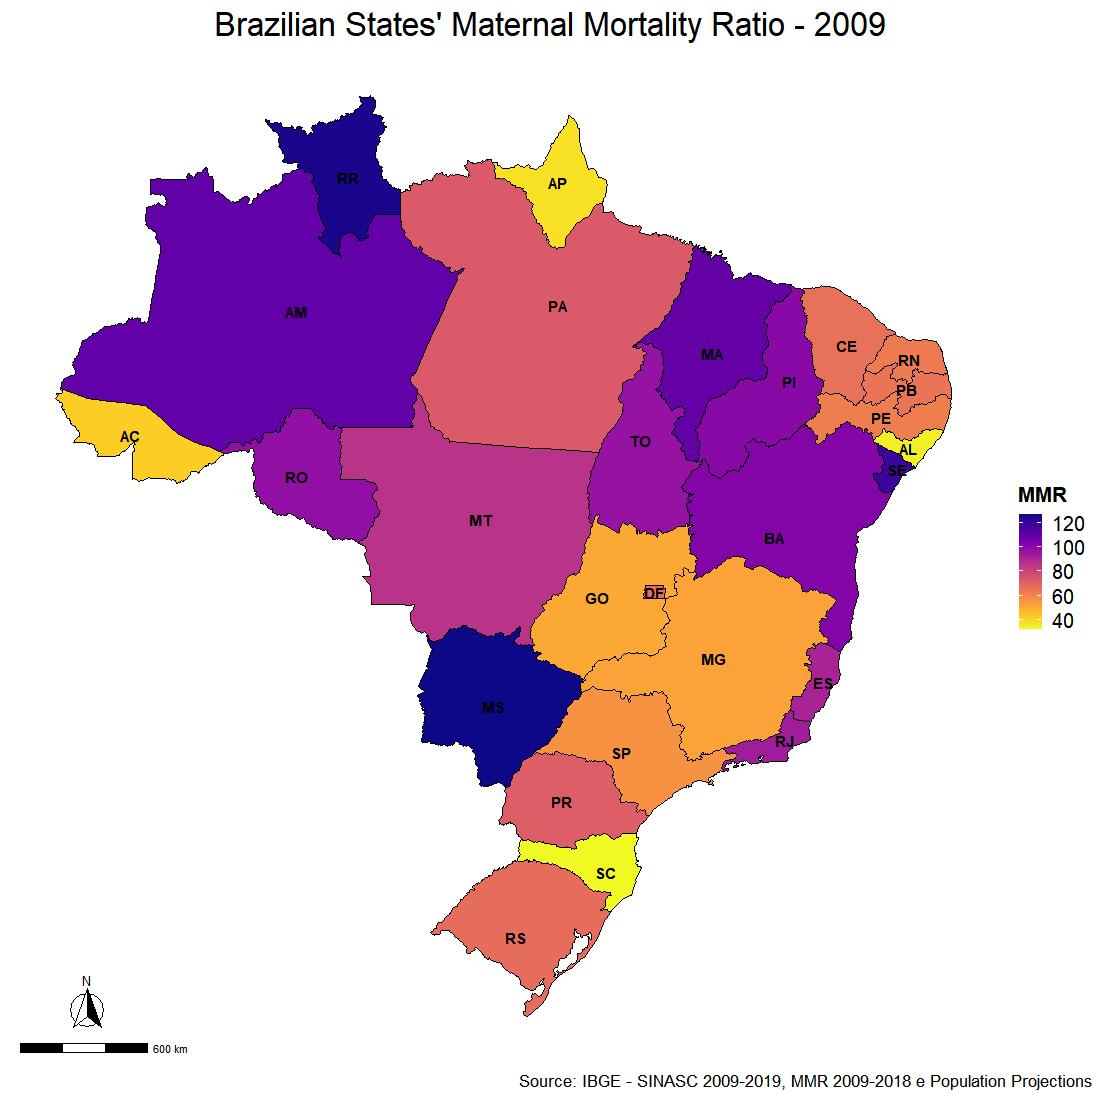 Brazilian States' Maternal Mortality Ratio - 2009
RR
AP
AM
PA
MA
CE
RN
PI
PB
PE
AC
TO
AL
RO
SE
MT
BA
GO
DF
MG
ES
MS
RJ
SP
PR
SC
RS
MMR
120
100
80
60
40
N
600 km
Source: IBGE - SINASC 2009-2019, MMR 2009-2018 e Population Projections